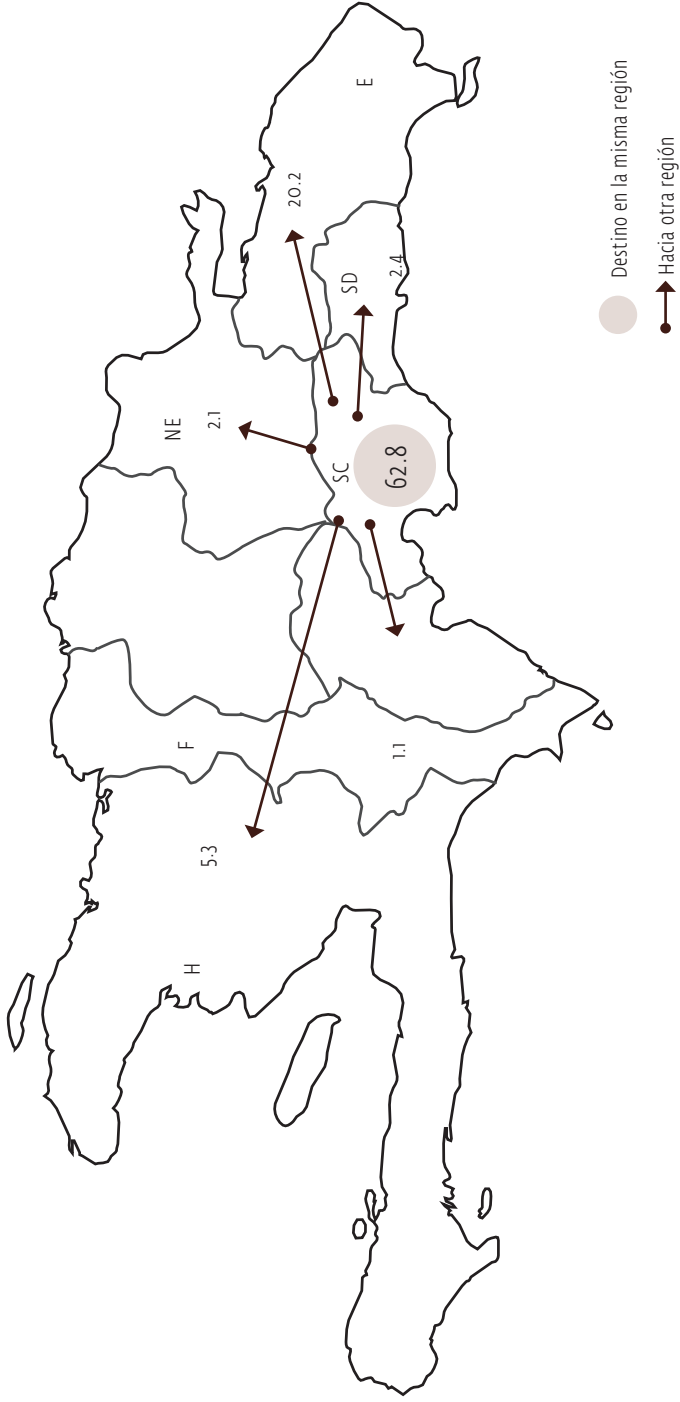 H
5.3
F
1.1
NE
2.1
SC
62.8
SD
2.4
20.2
E
Destino en la misma región
Hacia otra región